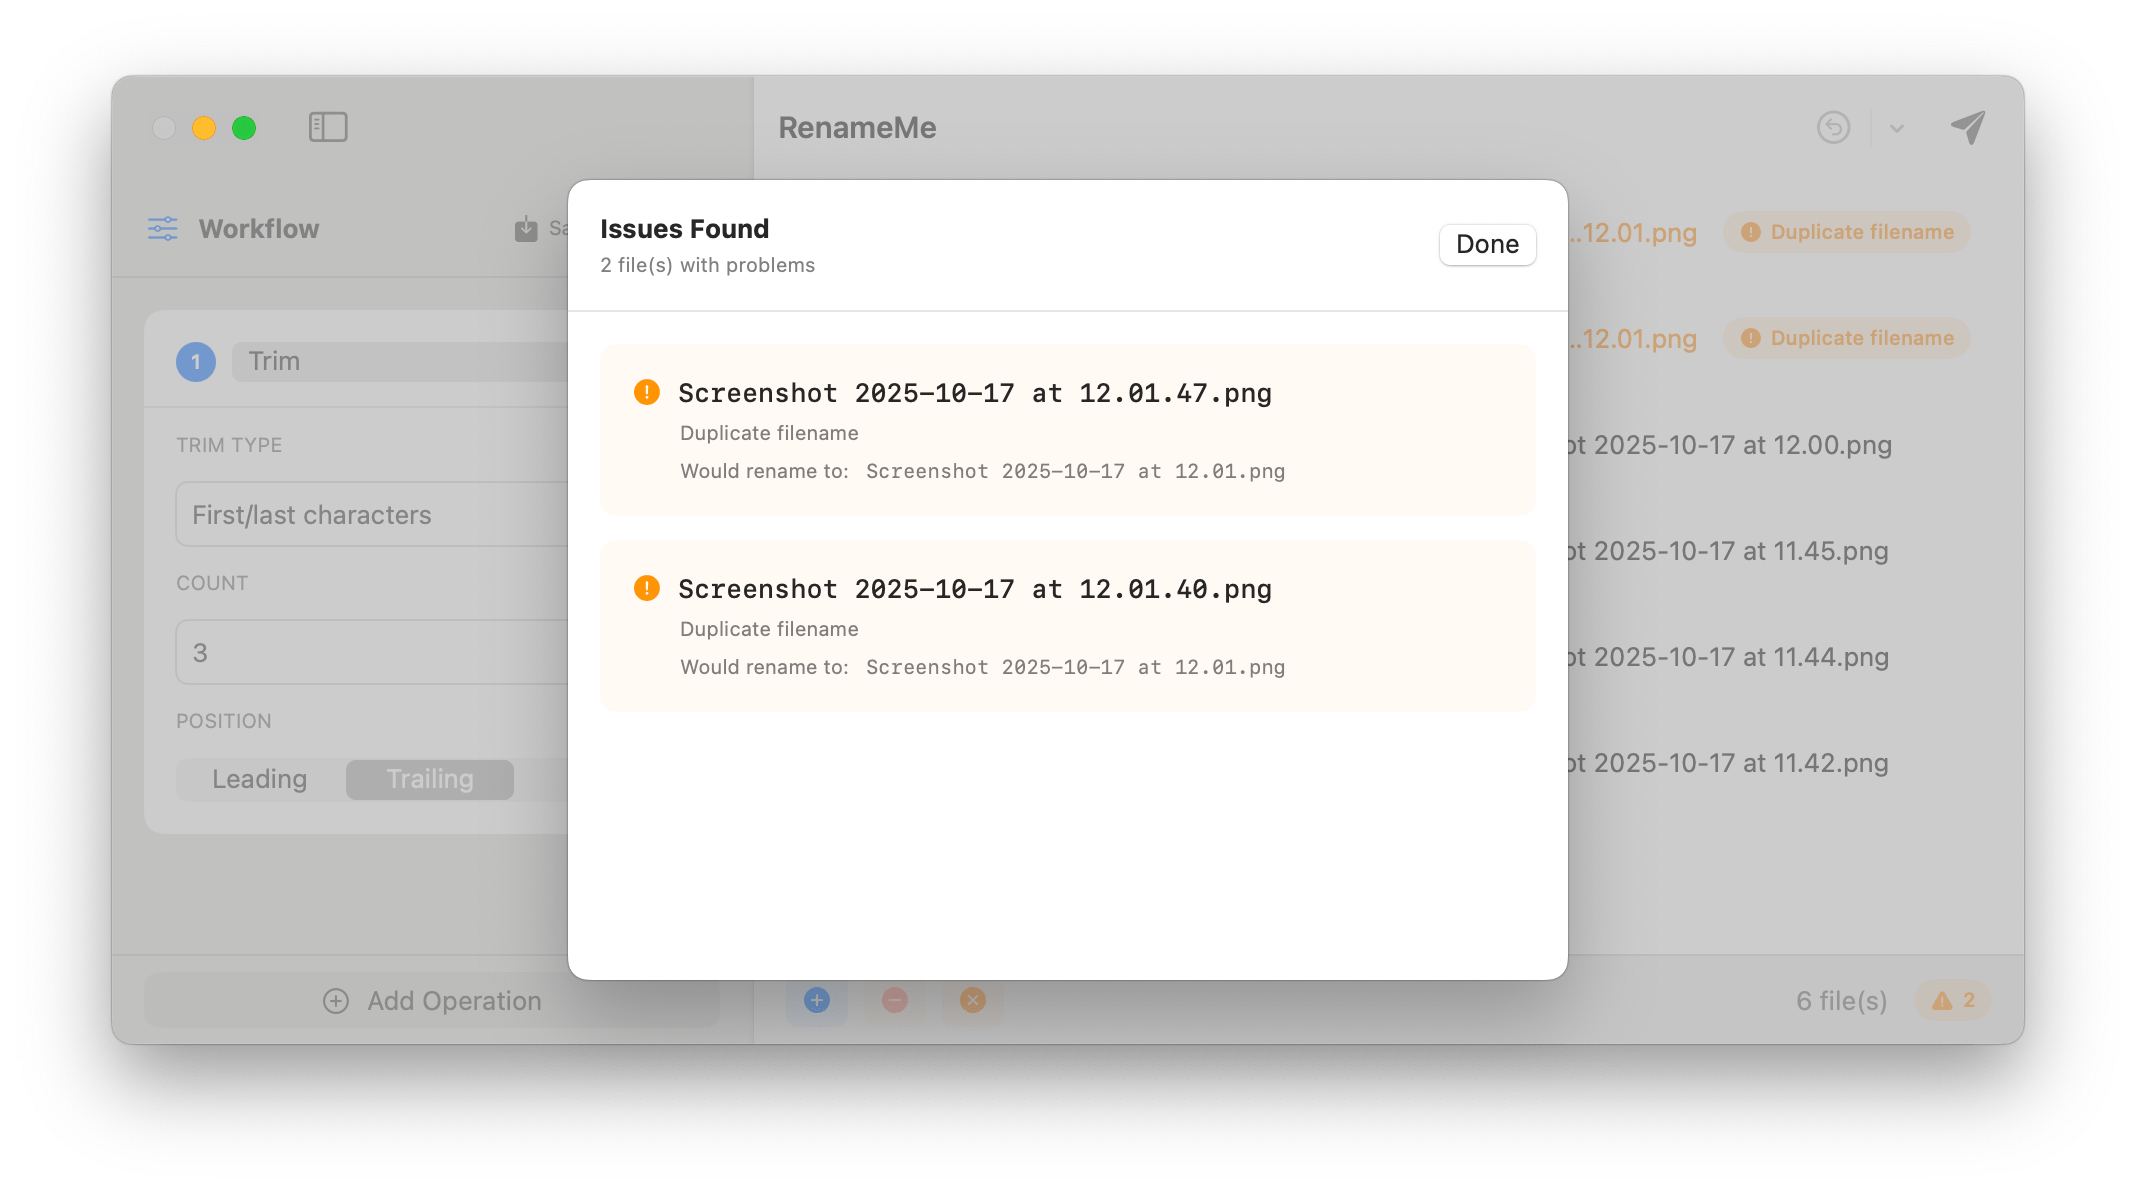 RenameMe
Workflow
Issues Found
2 file(s) with problems
Done
Screenshot 2025-10-17 at 12.01.47.png
Duplicate filename
Would rename to: Screenshot 2025-10-17 at 12.01.png
Screenshot 2025-10-17 at 12.01.40.png
Duplicate filename
Would rename to: Screenshot 2025-10-17 at 12.01.png
1 Trim
TRIM TYPE
First/last characters
COUNT
3
POSITION
Leading Trailing
Add Operation
..12.01.png Duplicate filename
..12.01.png Duplicate filename
2025-10-17 at 12.00.png
2025-10-17 at 11.45.png
2025-10-17 at 11.44.png
2025-10-17 at 11.42.png
6 file(s) 2